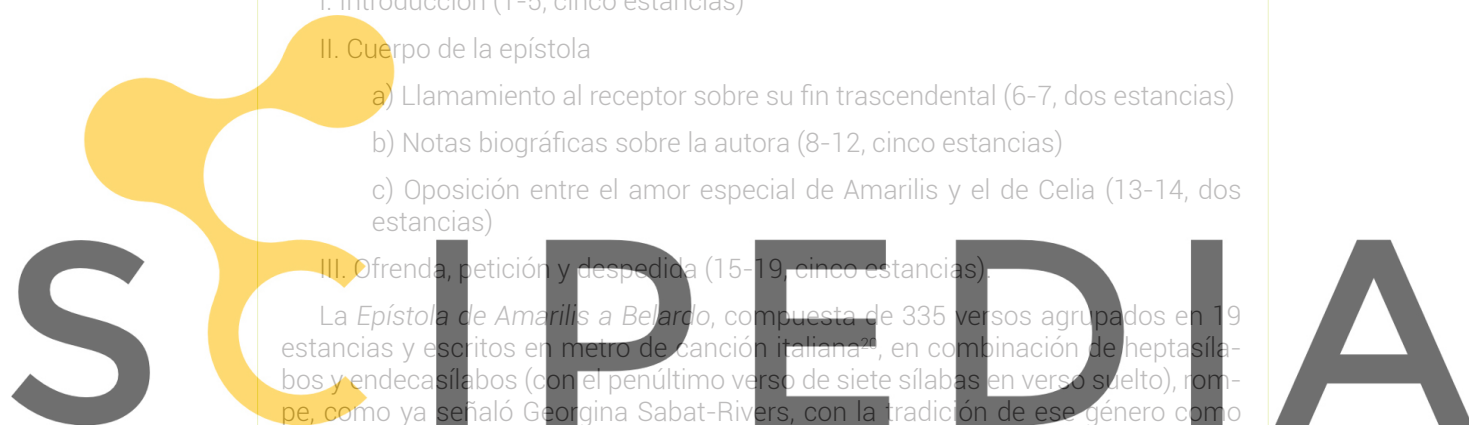 I. Introducción (1-5, cinco estancias)
II. Cuerpo de la epístola
a) Llamamiento al receptor sobre su fin trascendental (6-7, dos estancias)
b) Notas biográficas sobre la autora (8-12, cinco estancias)
c) Oposición entre el amor especial de Amarilis y el de Celia (13-14, dos
estancias)
III. Ofrenda, petición y despedida (15-19, cinco estancias).
La Epístola de Amarilis a Belardo, compuesta de 335 versos agrupados en 19
estancias y escritos en metro de canción italiana²⁰, en combinación de heptasíla-
bos y endecasílabos (con el penúltimo verso de siete sílabas en verso suelto), rom-
pe, como ya señaló Georgina Sabat-Rivers, con la tradición de ese género como
SCIPEDIA